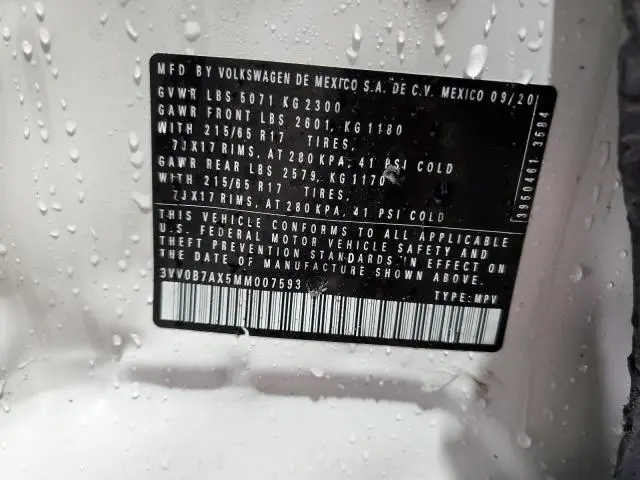 MFD BY VOLKSWAGEN DE MEXICO S.A. DE C.V. MEXICO 09/20
GVWR LBS 5071 KG 2300
GAWR FRONT LBS 2601, KG 1180
WITH 215/65 R17 TIRES,
7JX17 RIMS, AT 280 KPA, 41 PSI COLD
GAWR REAR LBS 2579, KG 1170
WITH 215/65 R17 TIRES,
7JX17 RIMS, AT 280 KPA, 41 PSI COLD
THIS VEHICLE CONFORMS TO ALL APPLICABLE
U.S. FEDERAL MOTOR VEHICLE SAFETY AND
THEFT PREVENTION STANDARDS IN EFFECT ON
THE DATE OF MANUFACTURE SHOWN ABOVE.
3VV0B7AX5MM007593
TYPE: MPV
3950461 3584